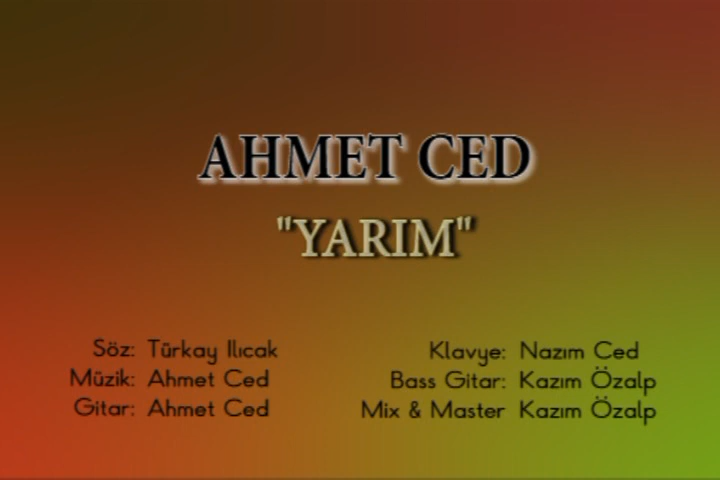 AHMET CED
"YARIM"
Söz: Türkay Ilıcak
Müzik: Ahmet Ced
Gitar: Ahmet Ced
Klavye: Nazım Ced
Bass Gitar: Kazım Özalp
Mix & Master Kazım Özalp